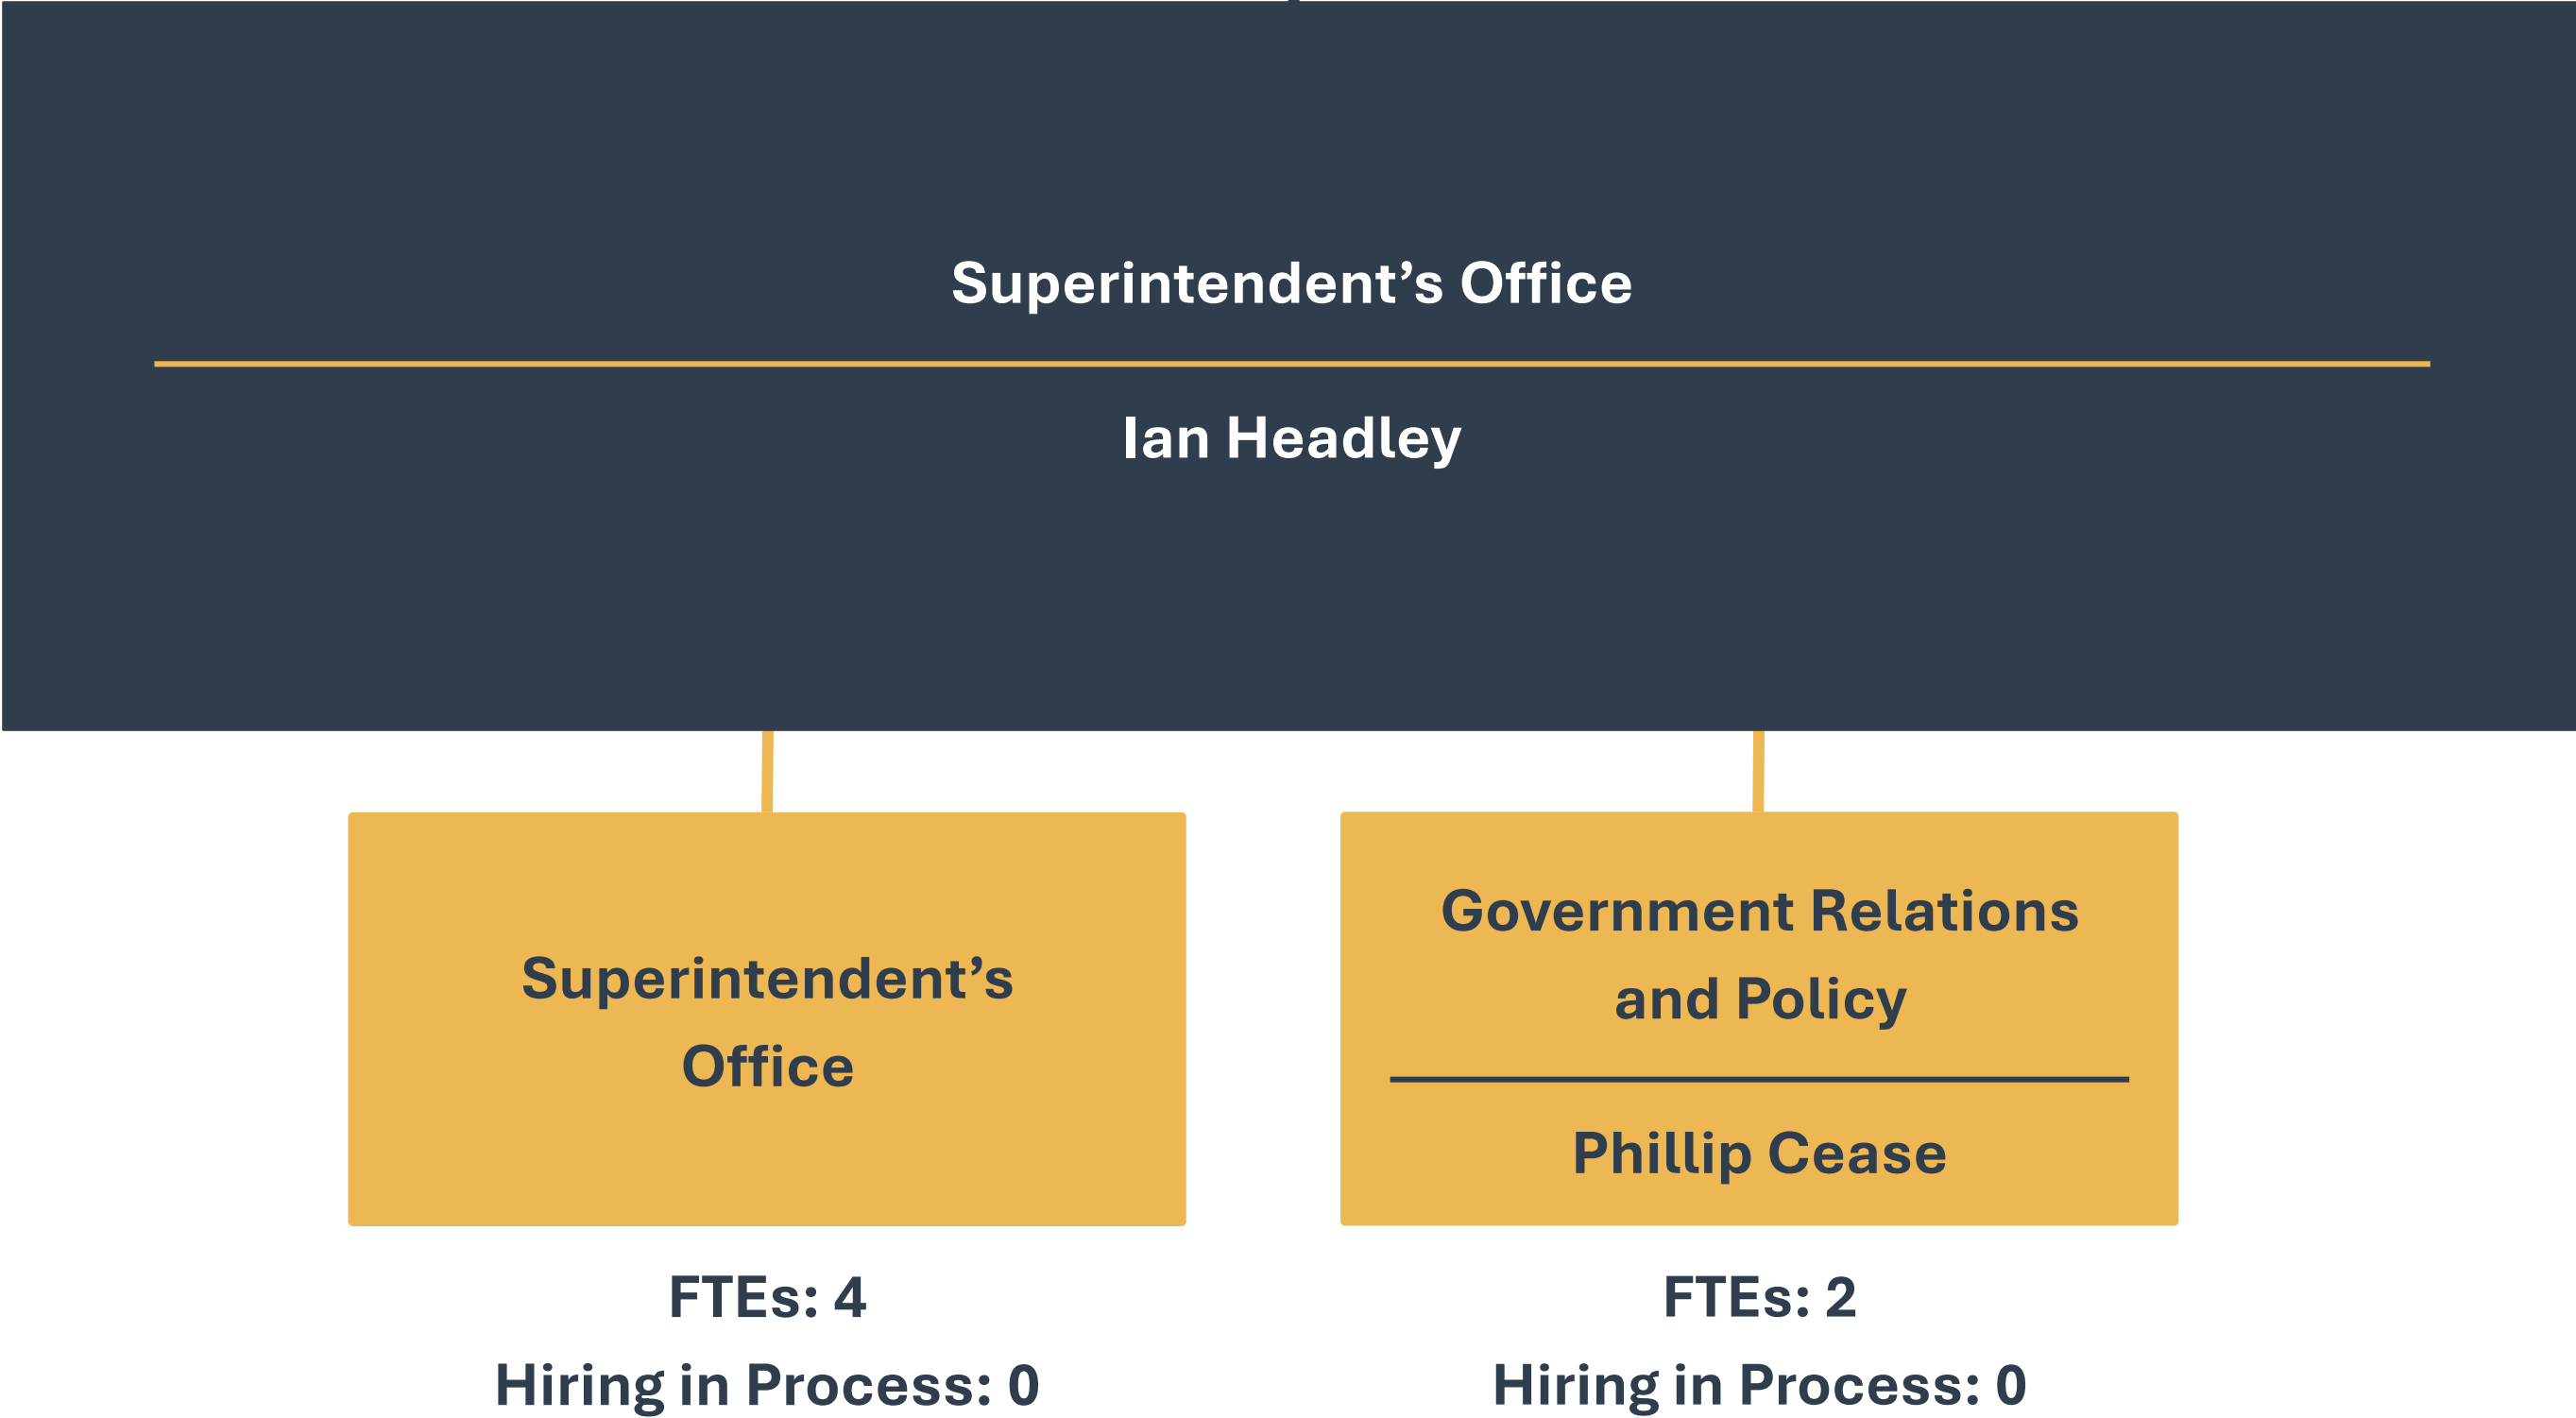 Superintendent’s Office
Ian Headley
Superintendent’s
Office
FTEs: 4
Hiring in Process: 0
Government Relations
and Policy
Phillip Cease
FTEs: 2
Hiring in Process: 0